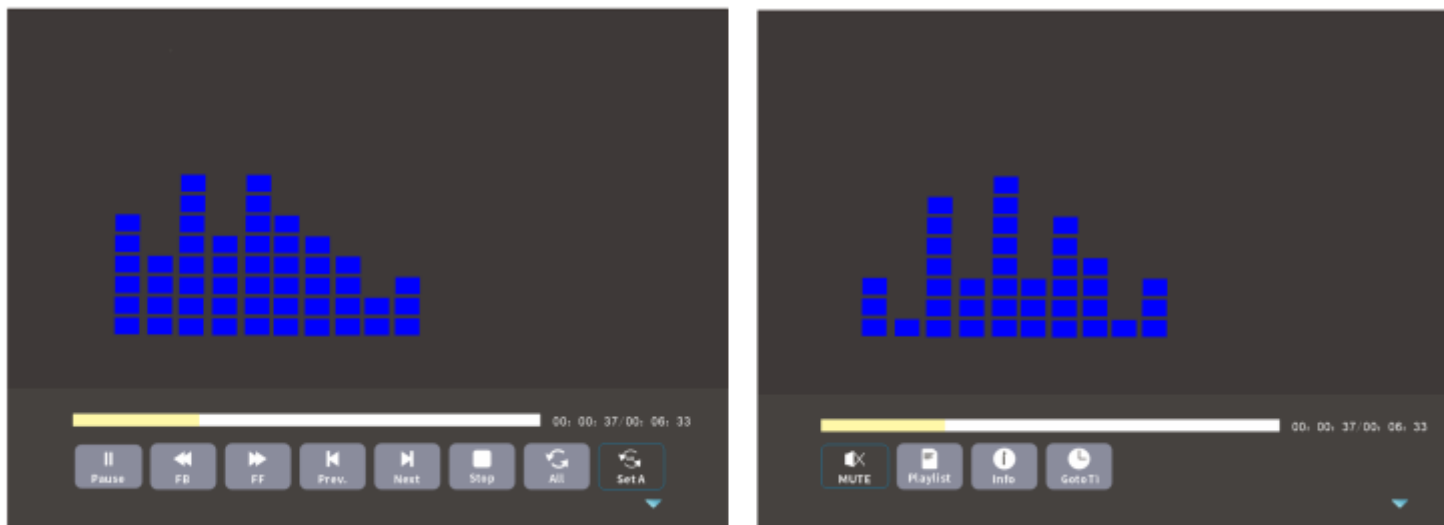 00: 00: 37/00: 06: 33
Pause FB FF Prev. Next Stop All Set A
00: 00: 37/00: 06: 33
MUTE Playlist Info GotoTi